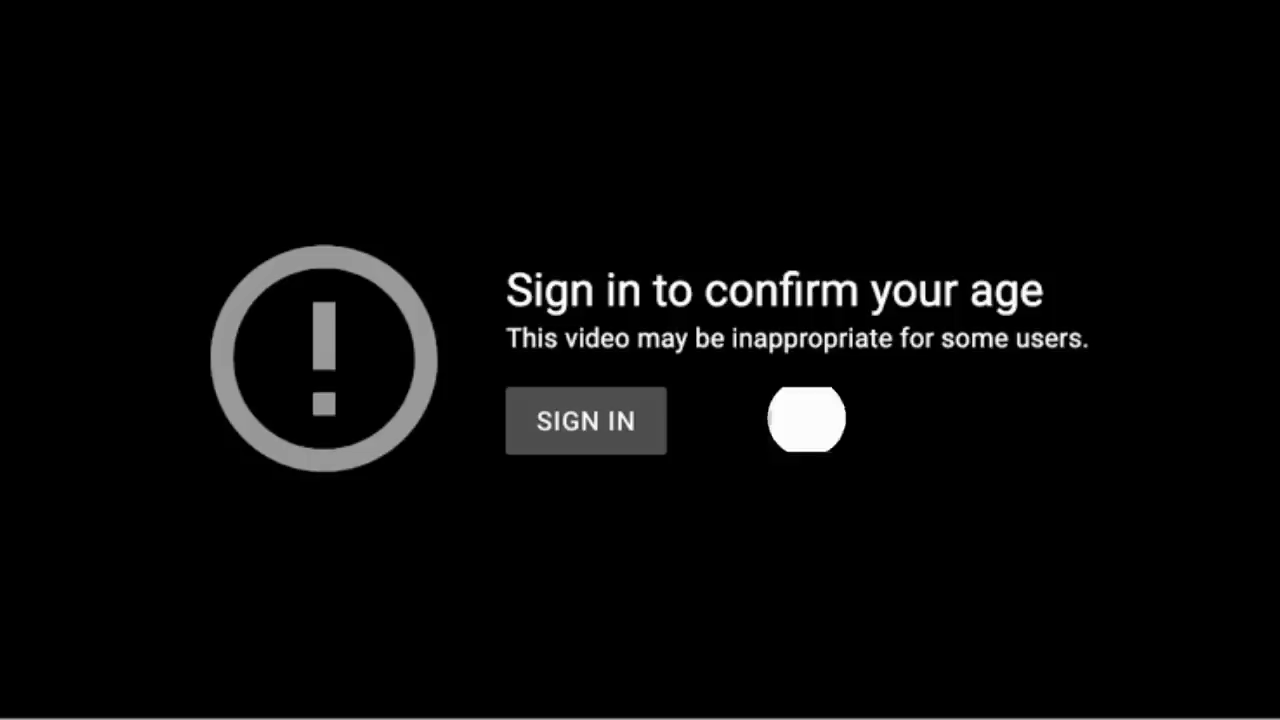 Sign in to confirm your age
This video may be inappropriate for some users.
SIGN IN